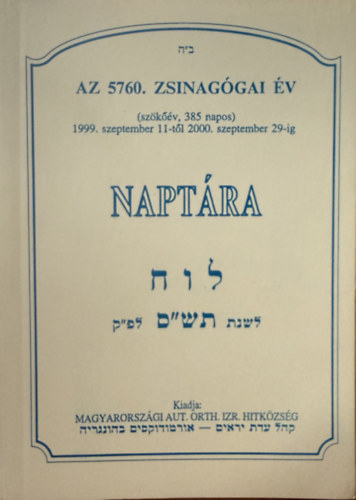 ב״ה
AZ 5760. ZSINAGÓGAI ÉV
(szökőév, 385 napos)
1999. szeptember 11-től 2000. szeptember 29-ig
NAPTÁRA
לוח
לשנת תש״ס לפ״ק
Kiadja:
MAGYARORSZÁGI AUT. ORTH. IZR. HITKÖZSÉG
קהל עדת יראים — אורטודוקסים בהונגריה